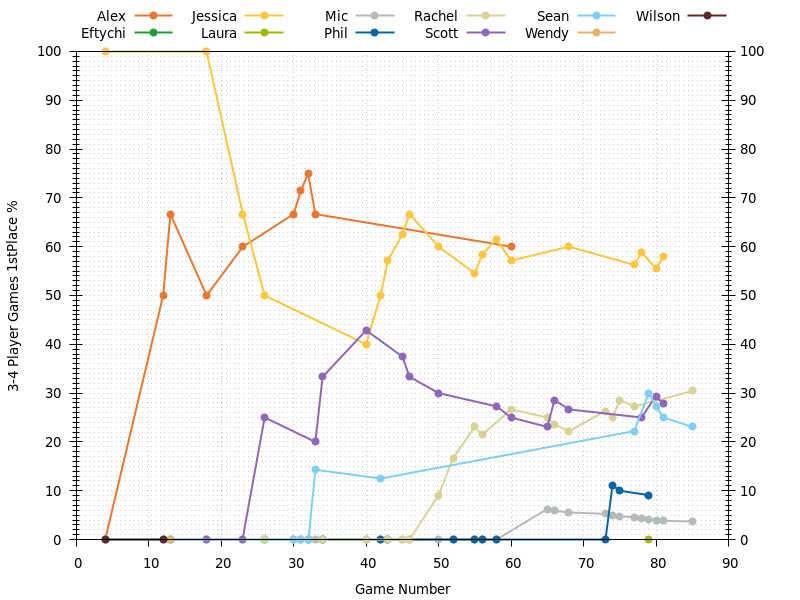 Alex Jessica Mic Rachel Sean Wilson
Eftychi Laura Phil Scott Wendy
100 100
90 90
80 80
70 70
60 60
50 50
40 40
30 30
20 20
10 10
0 0
0 10 20 30 40 50 60 70 80 90
3-4 Player Games 1stPlace %
Game Number